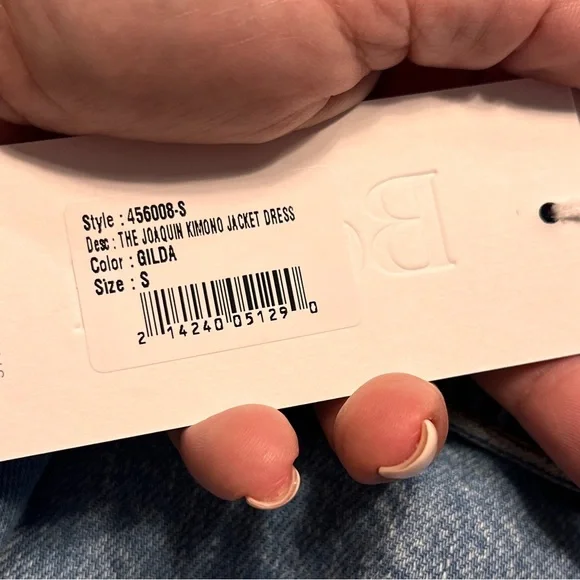 Style : 456008-S
Desc : THE JOAQUIN KIMONO JACKET DRESS
Color : GILDA
Size : S
2 14240 05129 0